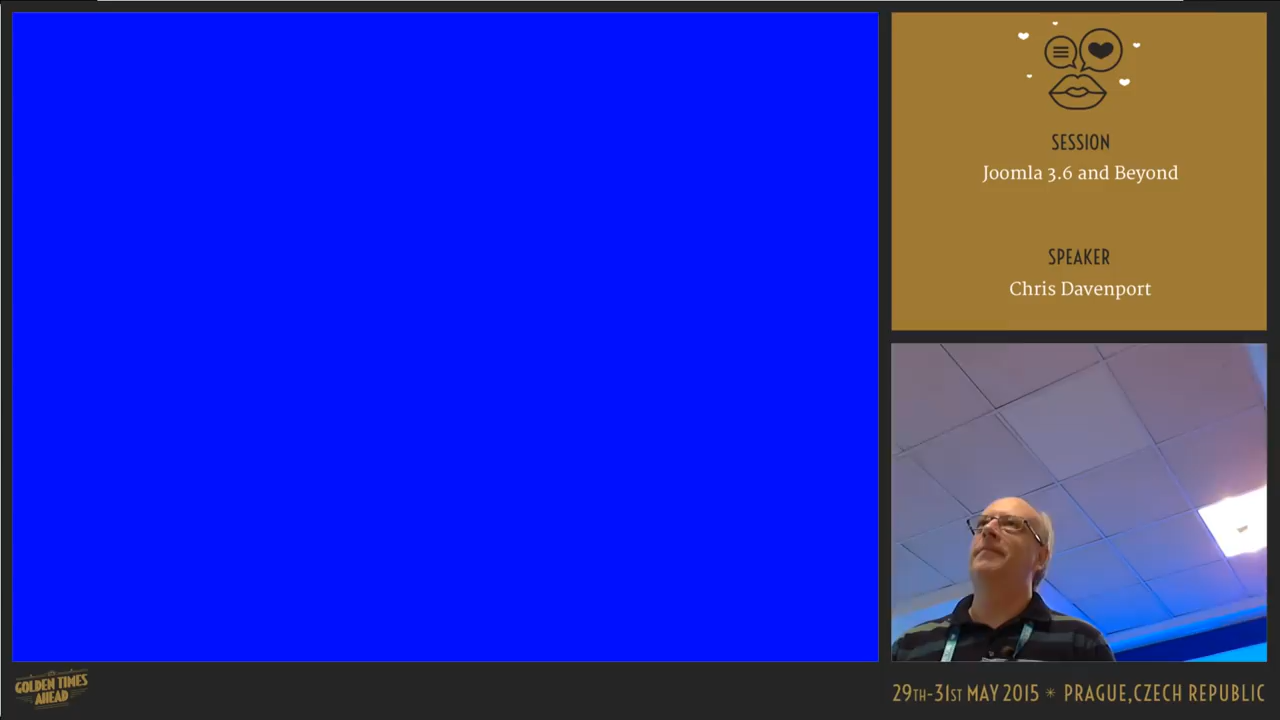 SESSION
Joomla 3.6 and Beyond
SPEAKER
Chris Davenport
GOLDEN TIMES
AHEAD
29TH-31ST MAY 2015 * PRAGUE, CZECH REPUBLIC